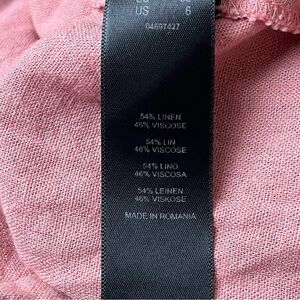 US 6
04697427
54% LINEN
46% VISCOSE
54% LIN
46% VISCOSE
54% LINO
46% VISCOSA
54% LEINEN
46% VISKOSE
MADE IN ROMANIA